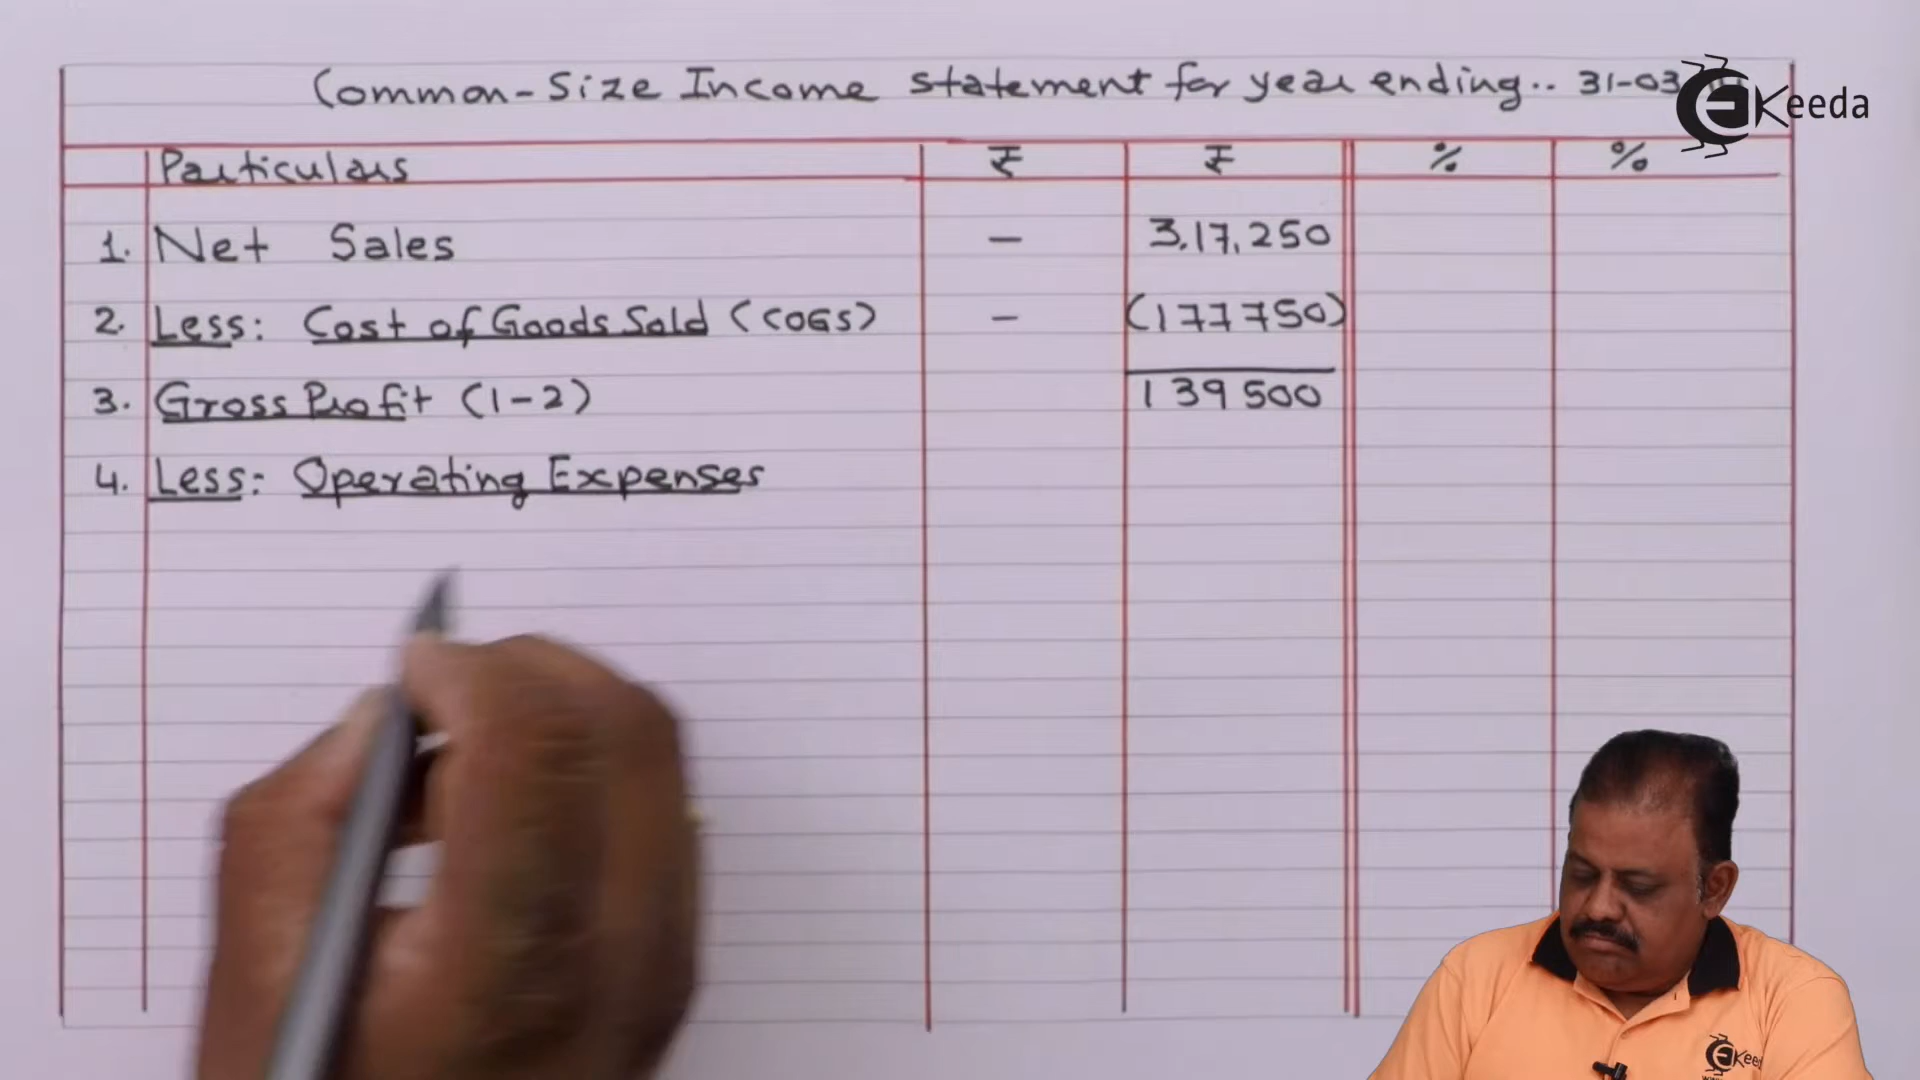 Common-Size Income statement for year ending.. 31-03
Keeda
Particulars ₹ ₹ % %
1. Net Sales – 3,17,250
2. Less: Cost of Goods Sold (COGS) – (177750)
3. Gross Profit (1-2) 139500
4. Less: Operating Expenses
Kee